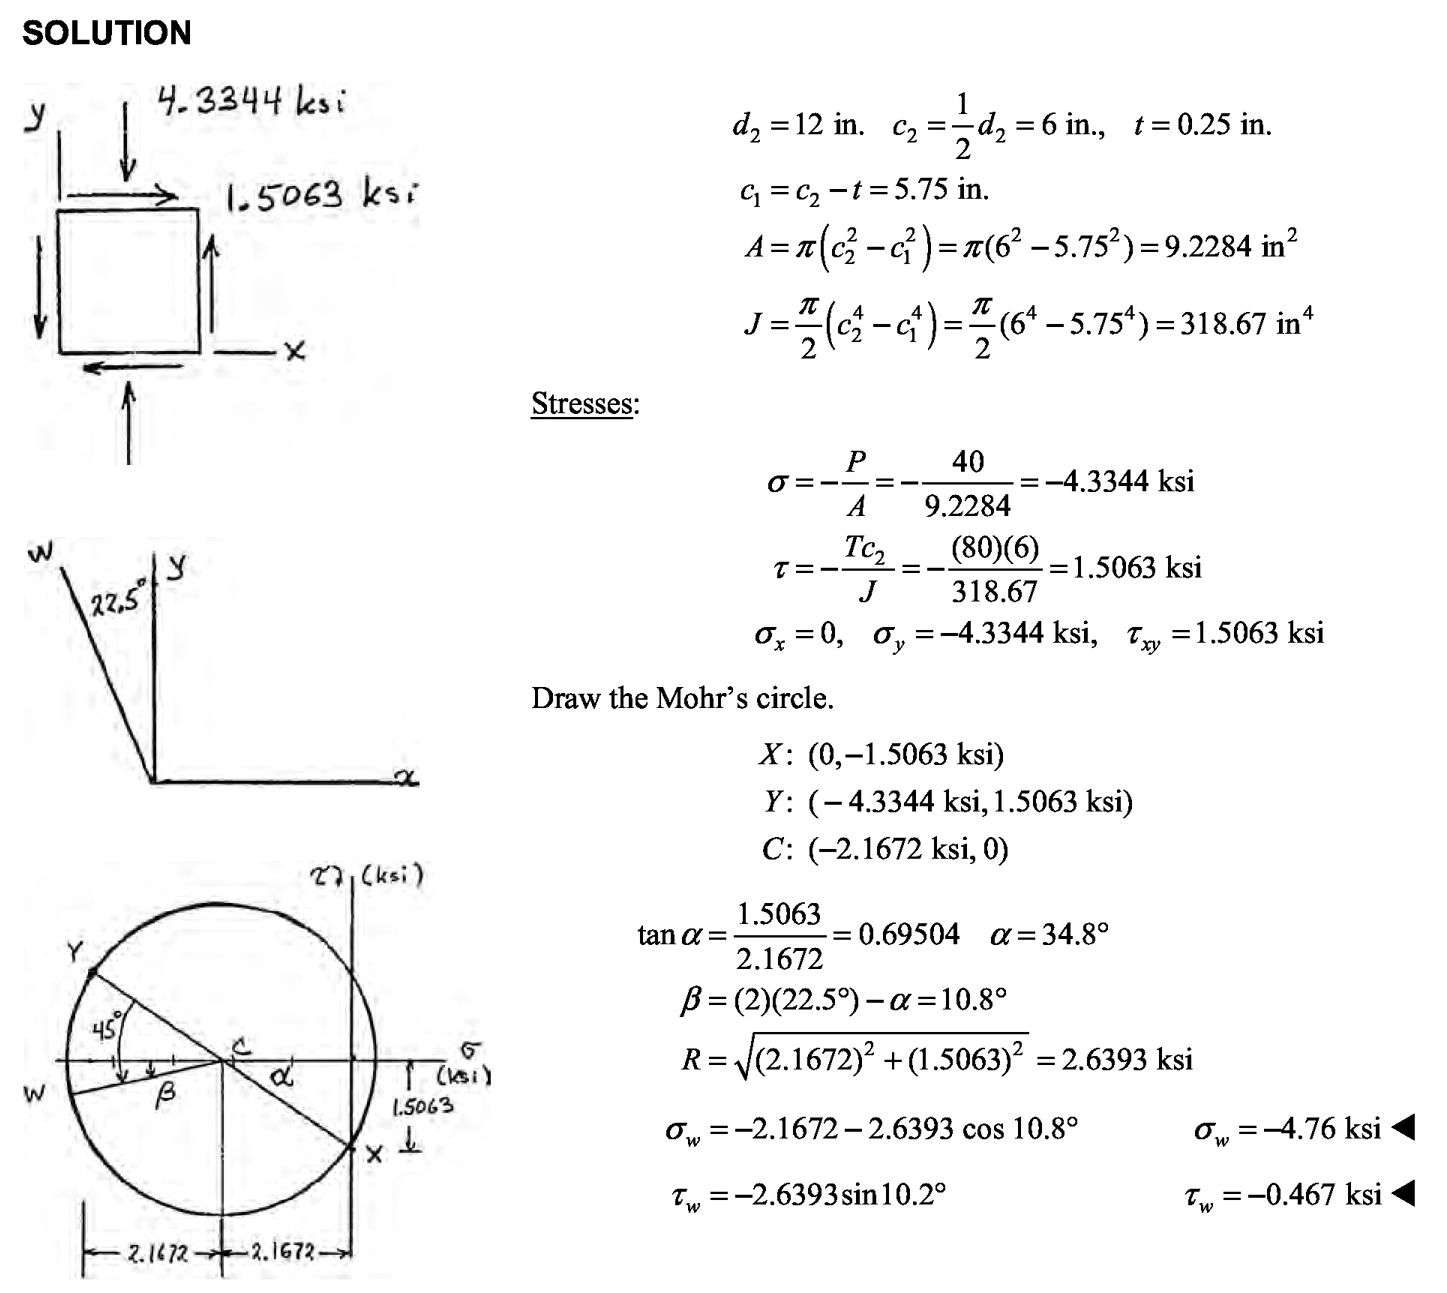 SOLUTION
4.3344 ksi
y
1.5063 ksi
x
d₂ = 12 in. c₂ = 1/2 d₂ = 6 in., t = 0.25 in.
c₁ = c₂ − t = 5.75 in.
A = π(c₂² − c₁²) = π(6² − 5.75²) = 9.2284 in²
J = π/2 (c₂⁴ − c₁⁴) = π/2 (6⁴ − 5.75⁴) = 318.67 in⁴
Stresses:
σ = −P/A = −40/9.2284 = −4.3344 ksi
τ = −Tc₂/J = −(80)(6)/318.67 = 1.5063 ksi
σx = 0, σy = −4.3344 ksi, τxy = 1.5063 ksi
w
y
22.5°
x
Draw the Mohr’s circle.
X: (0, −1.5063 ksi)
Y: (− 4.3344 ksi, 1.5063 ksi)
C: (−2.1672 ksi, 0)
tan α = 1.5063/2.1672 = 0.69504 α = 34.8°
β = (2)(22.5°) − α = 10.8°
R = √((2.1672)² + (1.5063)²) = 2.6393 ksi
σw = −2.1672 − 2.6393 cos 10.8° σw = −4.76 ksi ◀
τw = −2.6393 sin 10.2° τw = −0.467 ksi ◀
(ksi)
Y
45°
C
σ
(ksi)
α
W
β
1.5063
X
2.1672
2.1672